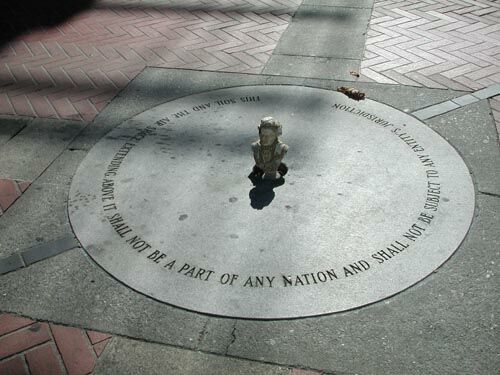 THIS SOIL AND THE AIR SPACE EXTENDING ABOVE IT SHALL NOT BE A PART OF ANY NATION AND SHALL NOT BE SUBJECT TO ANY ENTITY'S JURISDICTION